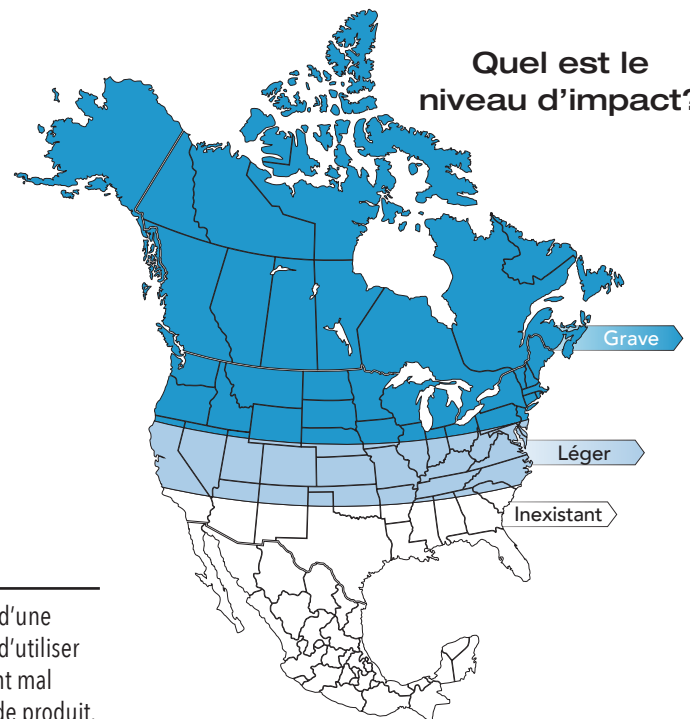 Quel est le
niveau d'impact?
Grave
Léger
Inexistant
d'une
d'utiliser
nt mal
de produit.